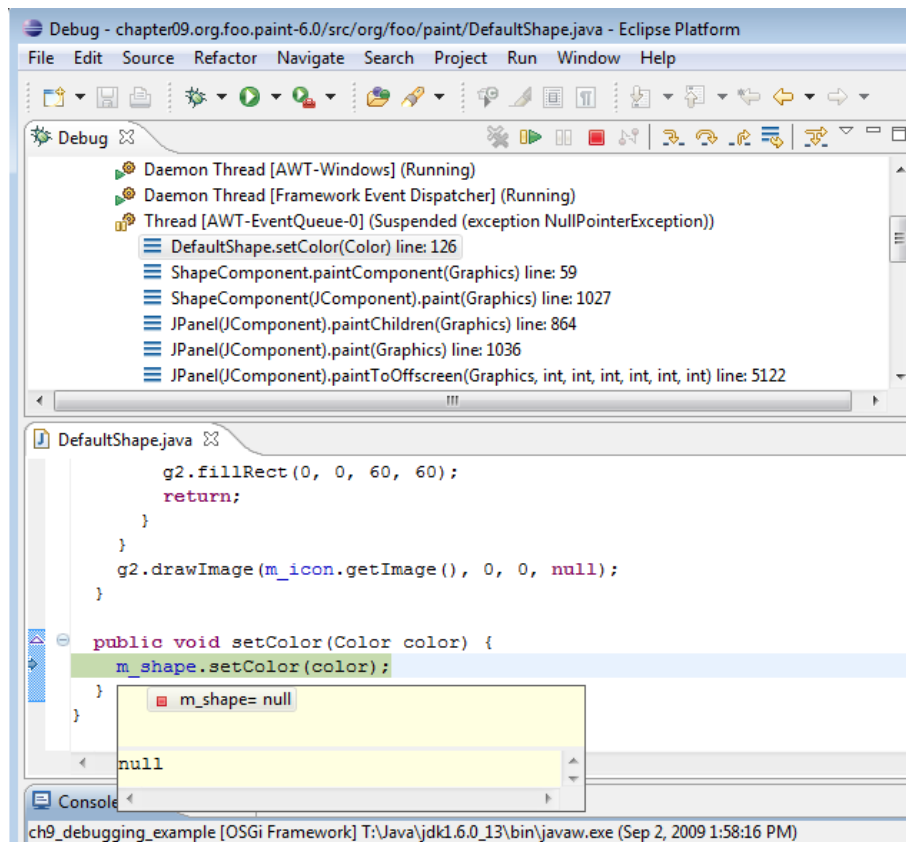 Debug - chapter09.org.foo.paint-6.0/src/org/foo/paint/DefaultShape.java - Eclipse Platform
File Edit Source Refactor Navigate Search Project Run Window Help
Debug
Daemon Thread [AWT-Windows] (Running)
Daemon Thread [Framework Event Dispatcher] (Running)
Thread [AWT-EventQueue-0] (Suspended (exception NullPointerException))
DefaultShape.setColor(Color) line: 126
ShapeComponent.paintComponent(Graphics) line: 59
ShapeComponent(JComponent).paint(Graphics) line: 1027
JPanel(JComponent).paintChildren(Graphics) line: 864
JPanel(JComponent).paint(Graphics) line: 1036
JPanel(JComponent).paintToOffscreen(Graphics, int, int, int, int, int, int) line: 5122
DefaultShape.java
g2.fillRect(0, 0, 60, 60);
return;
}
}
g2.drawImage(m_icon.getImage(), 0, 0, null);
}
public void setColor(Color color) {
m_shape.setColor(color);
}
m_shape= null
}
null
Console
ch9_debugging_example [OSGi Framework] T:\Java\jdk1.6.0_13\bin\javaw.exe (Sep 2, 2009 1:58:16 PM)